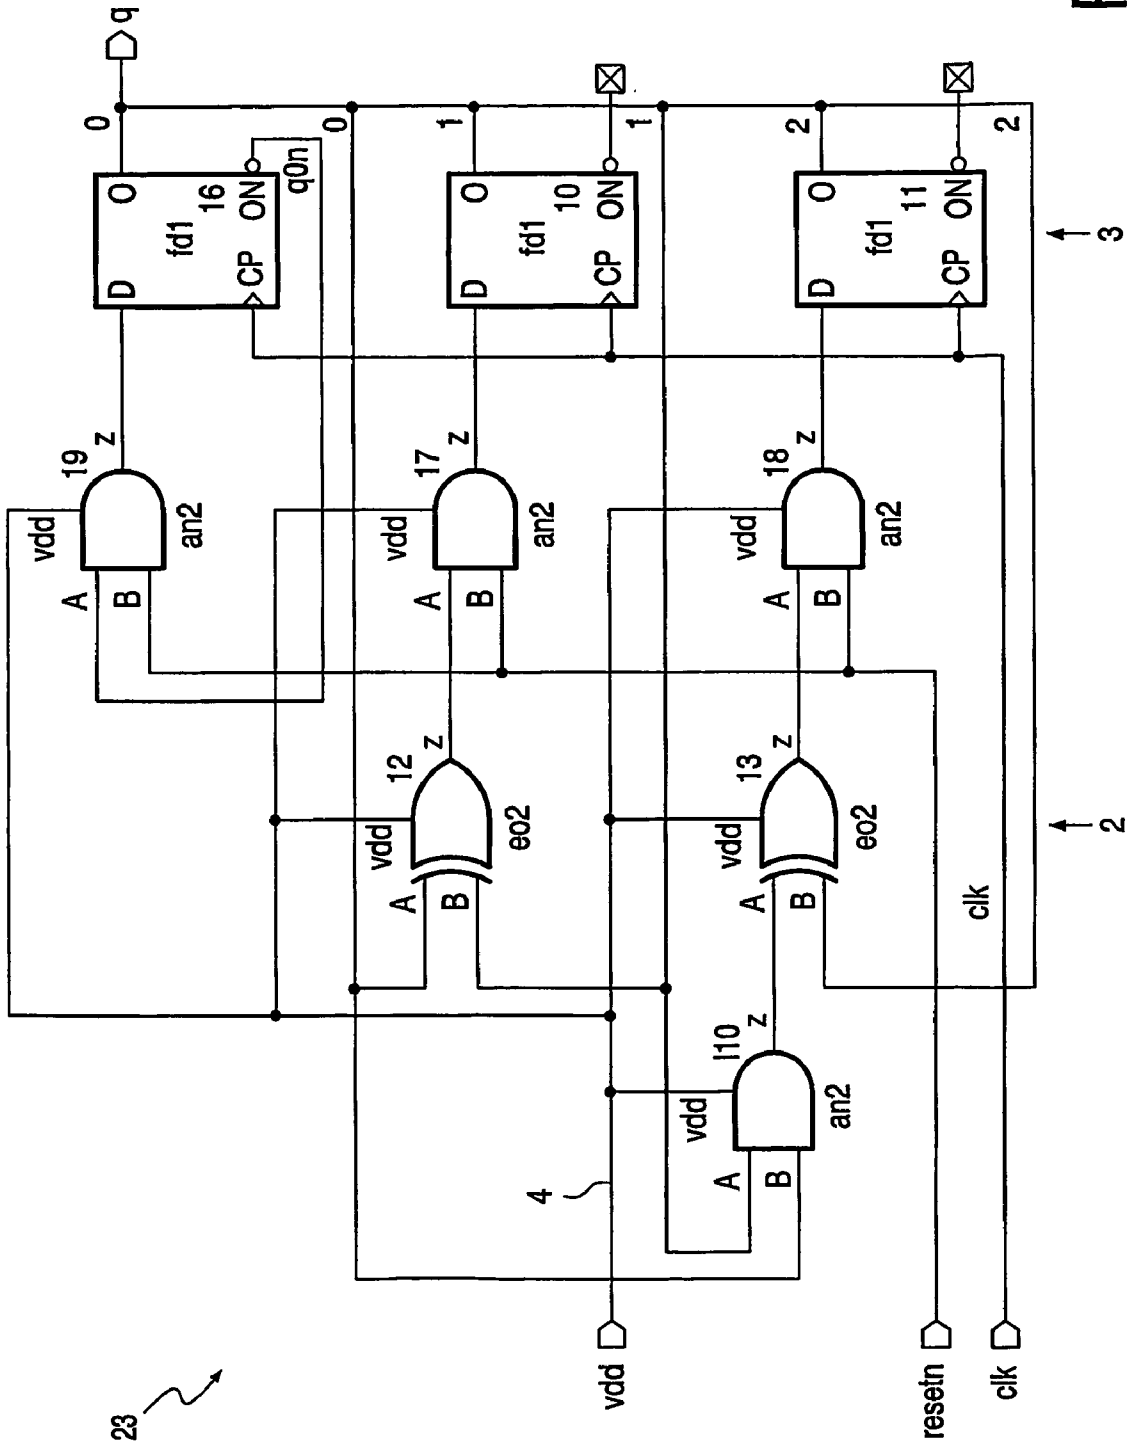 23
vdd
resetn
clk
4
A
B
vdd
I10
an2
z
A
B
vdd
12
eo2
z
A
B
vdd
13
eo2
z
clk
2
A
B
vdd
19
an2
z
A
B
vdd
17
an2
z
A
B
vdd
18
an2
z
D
O
fd1
16
CP
ON
q0n
D
O
fd1
10
CP
ON
D
O
fd1
11
CP
ON
3
0
0
1
1
2
2
q